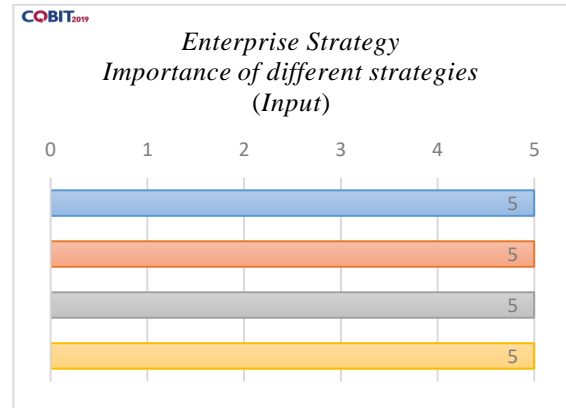 COBIT2019
Enterprise Strategy
Importance of different strategies
(Input)
0 1 2 3 4 5
5
5
5
5